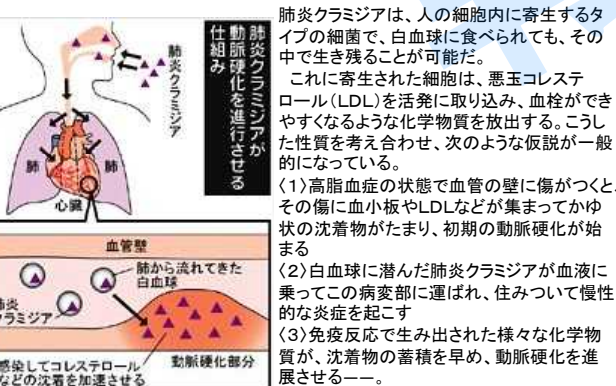 肺炎クラミジアが
動脈硬化を進行させる
仕組み
肺炎クラミジア
肺
肺
心臓
血管壁
肺から流れてきた
白血球
肺炎
クラミジア
感染してコレステロール
などの沈着を加速させる
動脈硬化部分
肺炎クラミジアは、人の細胞内に寄生するタ
イプの細菌で、白血球に食べられても、その
中で生き残ることが可能だ。
これに寄生された細胞は、悪玉コレステ
ロール(LDL)を活発に取り込み、血栓ができ
やすくなるような化学物質を放出する。こうし
た性質を考え合わせ、次のような仮説が一般
的になっている。
〈1〉高脂血症の状態で血管の壁に傷がつくと、
その傷に血小板やLDLなどが集まってかゆ
状の沈着物がたまり、初期の動脈硬化が始
まる
〈2〉白血球に潜んだ肺炎クラミジアが血液に
乗ってこの病変部に運ばれ、住みついて慢性
的な炎症を起こす
〈3〉免疫反応で生み出された様々な化学物
質が、沈着物の蓄積を早め、動脈硬化を進
展させるーー。